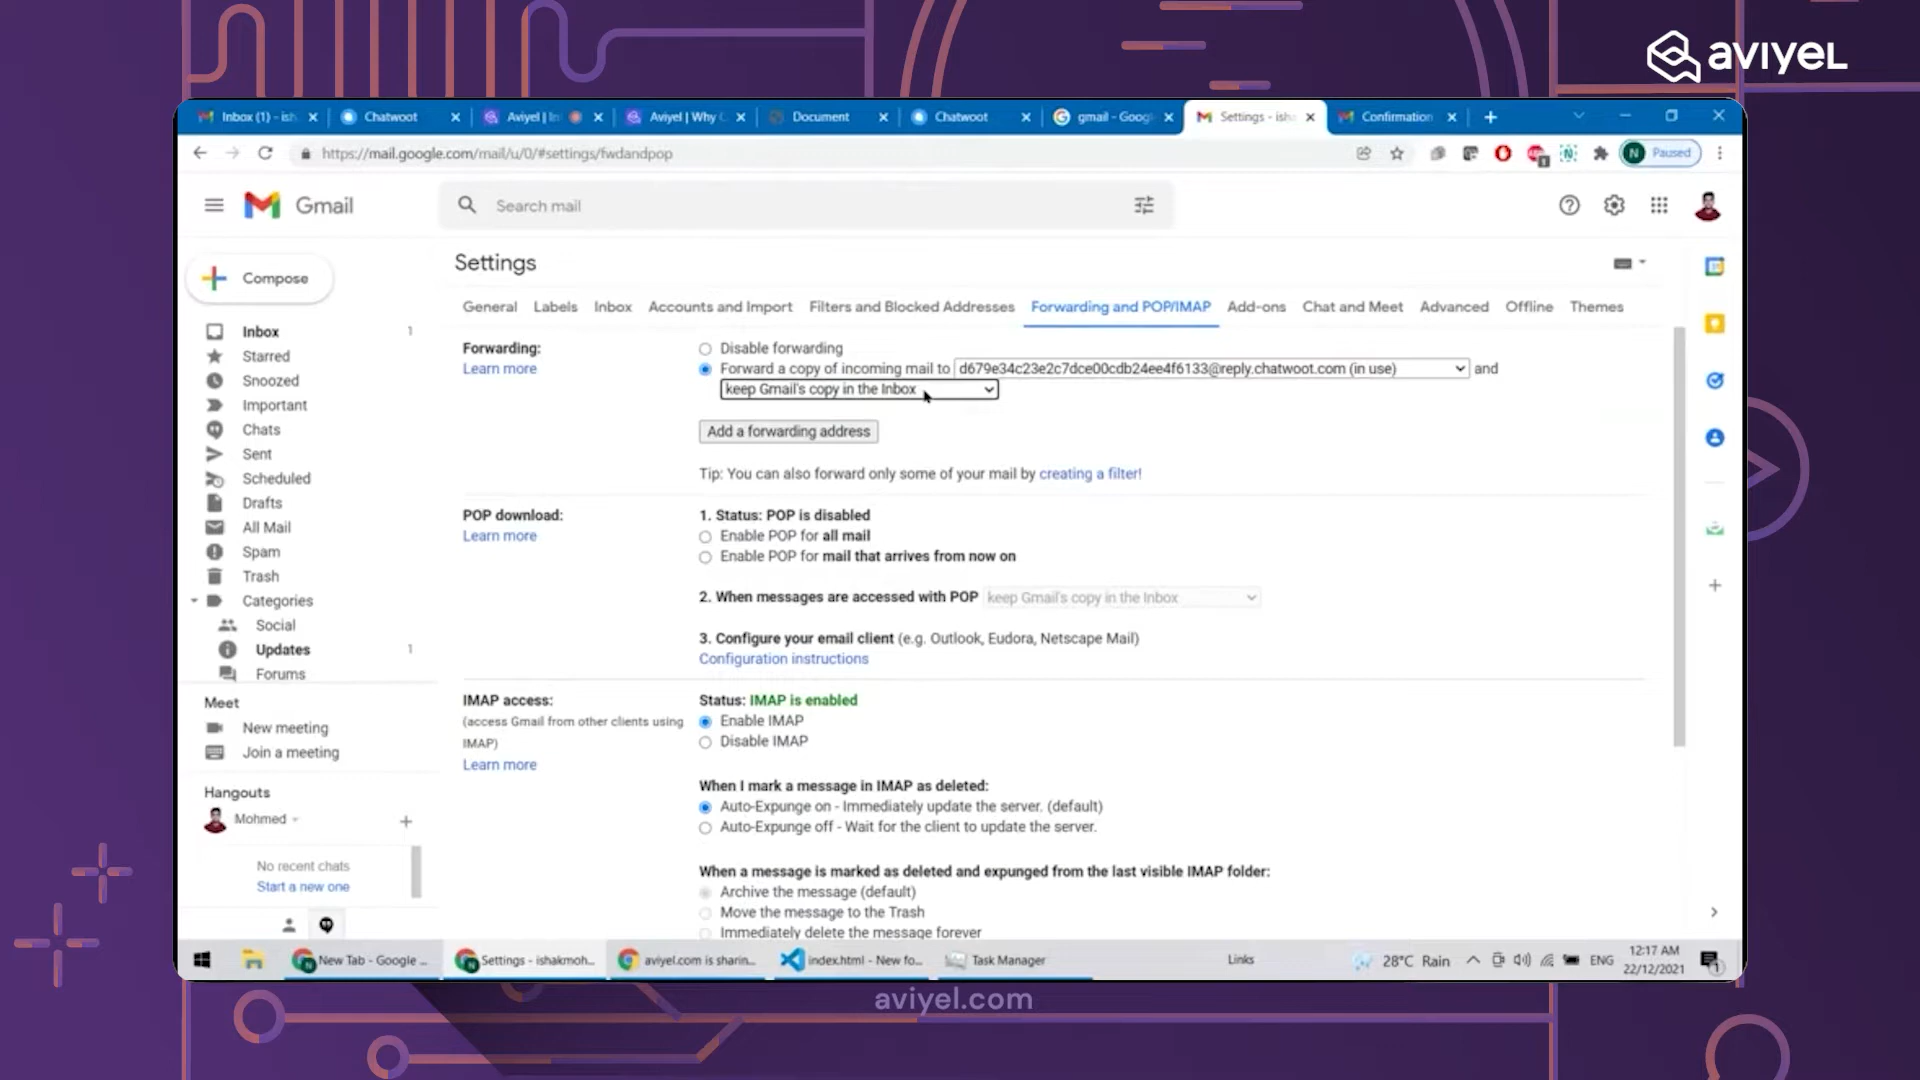 aviyel
Inbox (1) - ish
Chatwoot
Aviyel | In
Aviyel | Why C
Document
Chatwoot
gmail - Googl
Settings - isha
Confirmation
https://mail.google.com/mail/u/0/#settings/fwdandpop
N Paused
Gmail
Search mail
Compose
Settings
General Labels Inbox Accounts and Import Filters and Blocked Addresses Forwarding and POP/IMAP Add-ons Chat and Meet Advanced Offline Themes
Inbox 1
Starred
Snoozed
Important
Chats
Sent
Scheduled
Drafts
All Mail
Spam
Trash
Categories
Social
Updates 1
Forums
Meet
New meeting
Join a meeting
Hangouts
Mohmed
No recent chats
Start a new one
Forwarding:
Learn more
Disable forwarding
Forward a copy of incoming mail to d679e34c23e2c7dce00cdb24ee4f6133@reply.chatwoot.com (in use) and
keep Gmail's copy in the Inbox
Add a forwarding address
Tip: You can also forward only some of your mail by creating a filter!
POP download:
Learn more
1. Status: POP is disabled
Enable POP for all mail
Enable POP for mail that arrives from now on
2. When messages are accessed with POP keep Gmail's copy in the Inbox
3. Configure your email client (e.g. Outlook, Eudora, Netscape Mail)
Configuration instructions
IMAP access:
(access Gmail from other clients using
IMAP)
Learn more
Status: IMAP is enabled
Enable IMAP
Disable IMAP
When I mark a message in IMAP as deleted:
Auto-Expunge on - Immediately update the server. (default)
Auto-Expunge off - Wait for the client to update the server.
When a message is marked as deleted and expunged from the last visible IMAP folder:
Archive the message (default)
Move the message to the Trash
Immediately delete the message forever
New Tab - Google ...
Settings - ishakmoh...
aviyel.com is sharin...
index.html - New fo...
Task Manager
Links
28°C Rain
ENG
12:17 AM
22/12/2021
1
aviyel.com